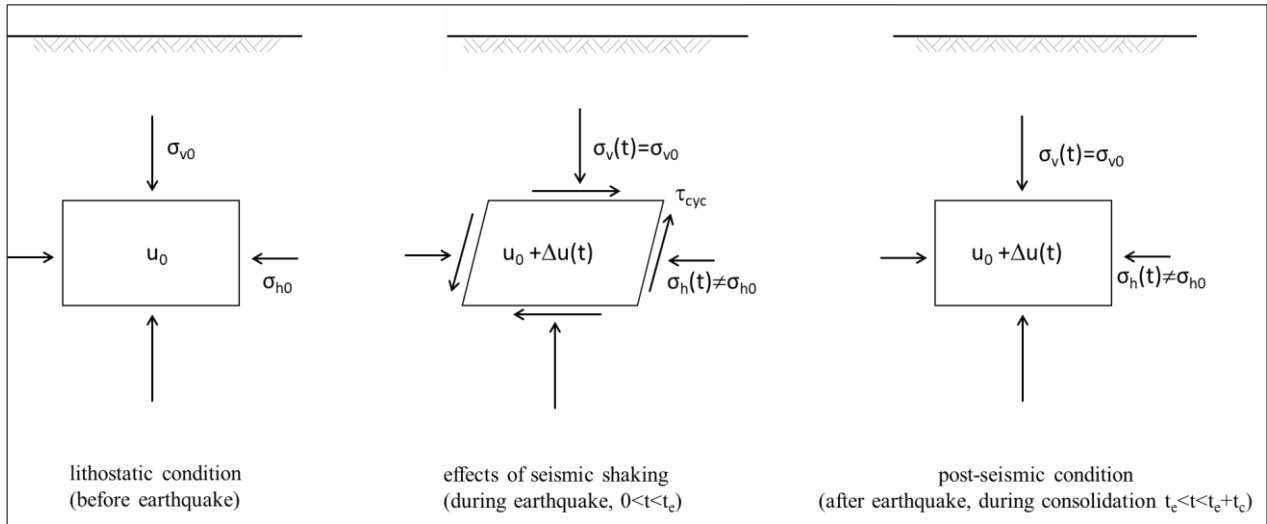 σv0
u0
σh0
lithostatic condition
(before earthquake)
σv(t)=σv0
τcyc
u0 +Δu(t)
σh(t)≠σh0
effects of seismic shaking
(during earthquake, 0<t<te)
σv(t)=σv0
u0 +Δu(t)
σh(t)≠σh0
post-seismic condition
(after earthquake, during consolidation te<t<te+tc)